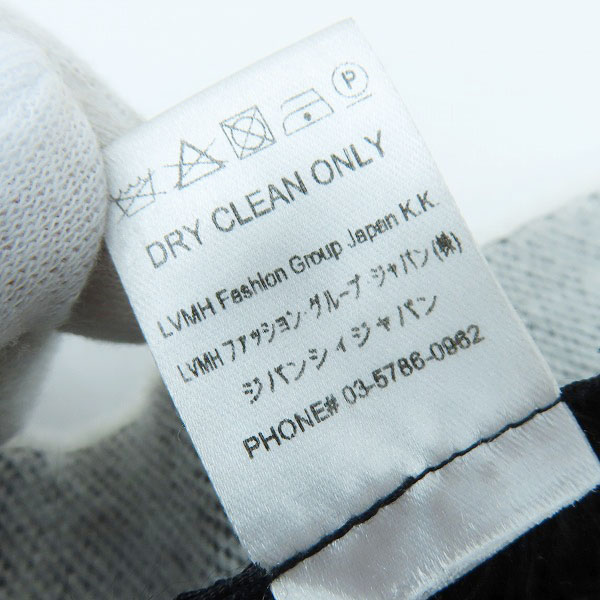 P
DRY CLEAN ONLY
LVMH Fashion Group Japan K.K.
LVMH ファッション・グループ・ジャパン(株)
ジバンシィジャパン
PHONE# 03-5786-0962